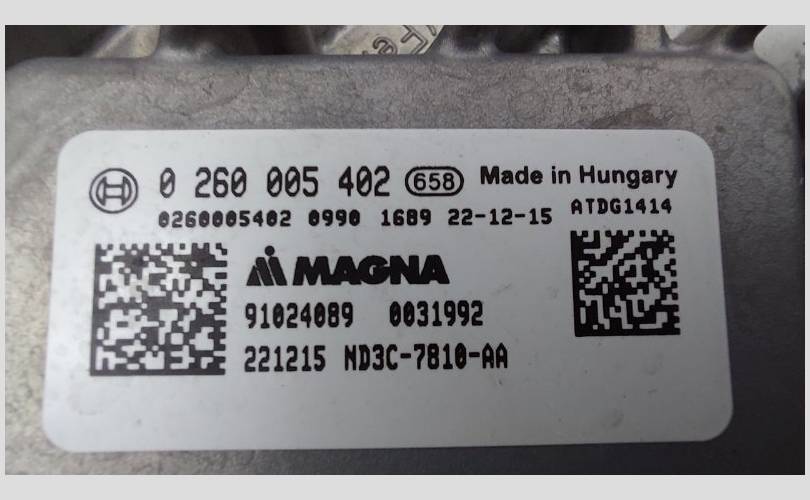 0 260 005 402 658 Made in Hungary
0260005402 0990 1689 22-12-15 ATDG1414
MAGNA
91024089 0031992
221215 ND3C-7810-AA